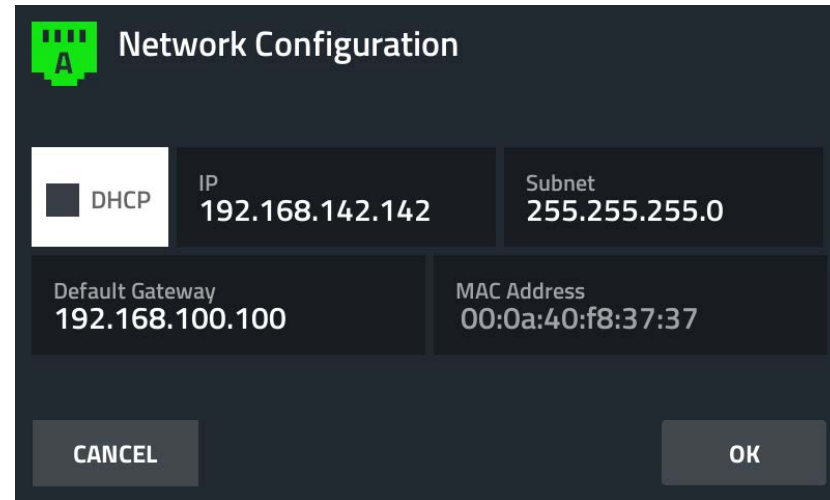 A
Network Configuration
DHCP
IP
192.168.142.142
Subnet
255.255.255.0
Default Gateway
192.168.100.100
MAC Address
00:0a:40:f8:37:37
CANCEL
OK